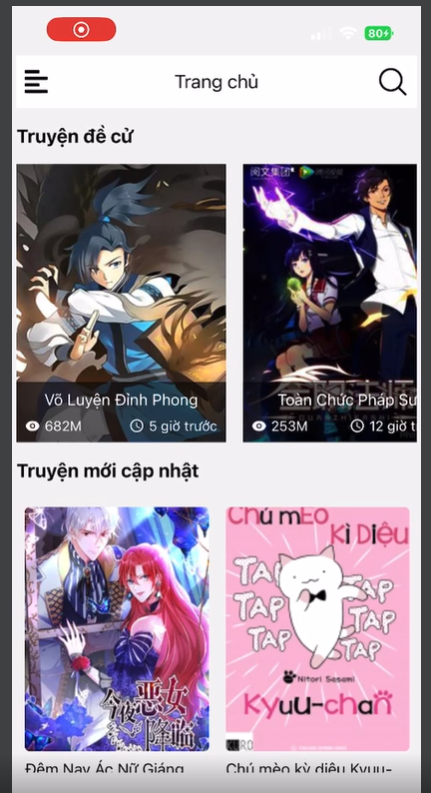 80
Trang chủ
Truyện đề cử
阅文集团
Võ Luyện Đỉnh Phong
682M
5 giờ trước
Toàn Chức Pháp Sư
253M
12 giờ t
Truyện mới cập nhật
今夜恶女降临
Chú mÈo
Kì Diệu
TAP
TAP
TAP
TAP
TAP
TAP
Nitori Sasami
Kyuu-chan
Đêm Nay Ác Nữ Giáng
Chú mèo kỳ diệu Kyuu-